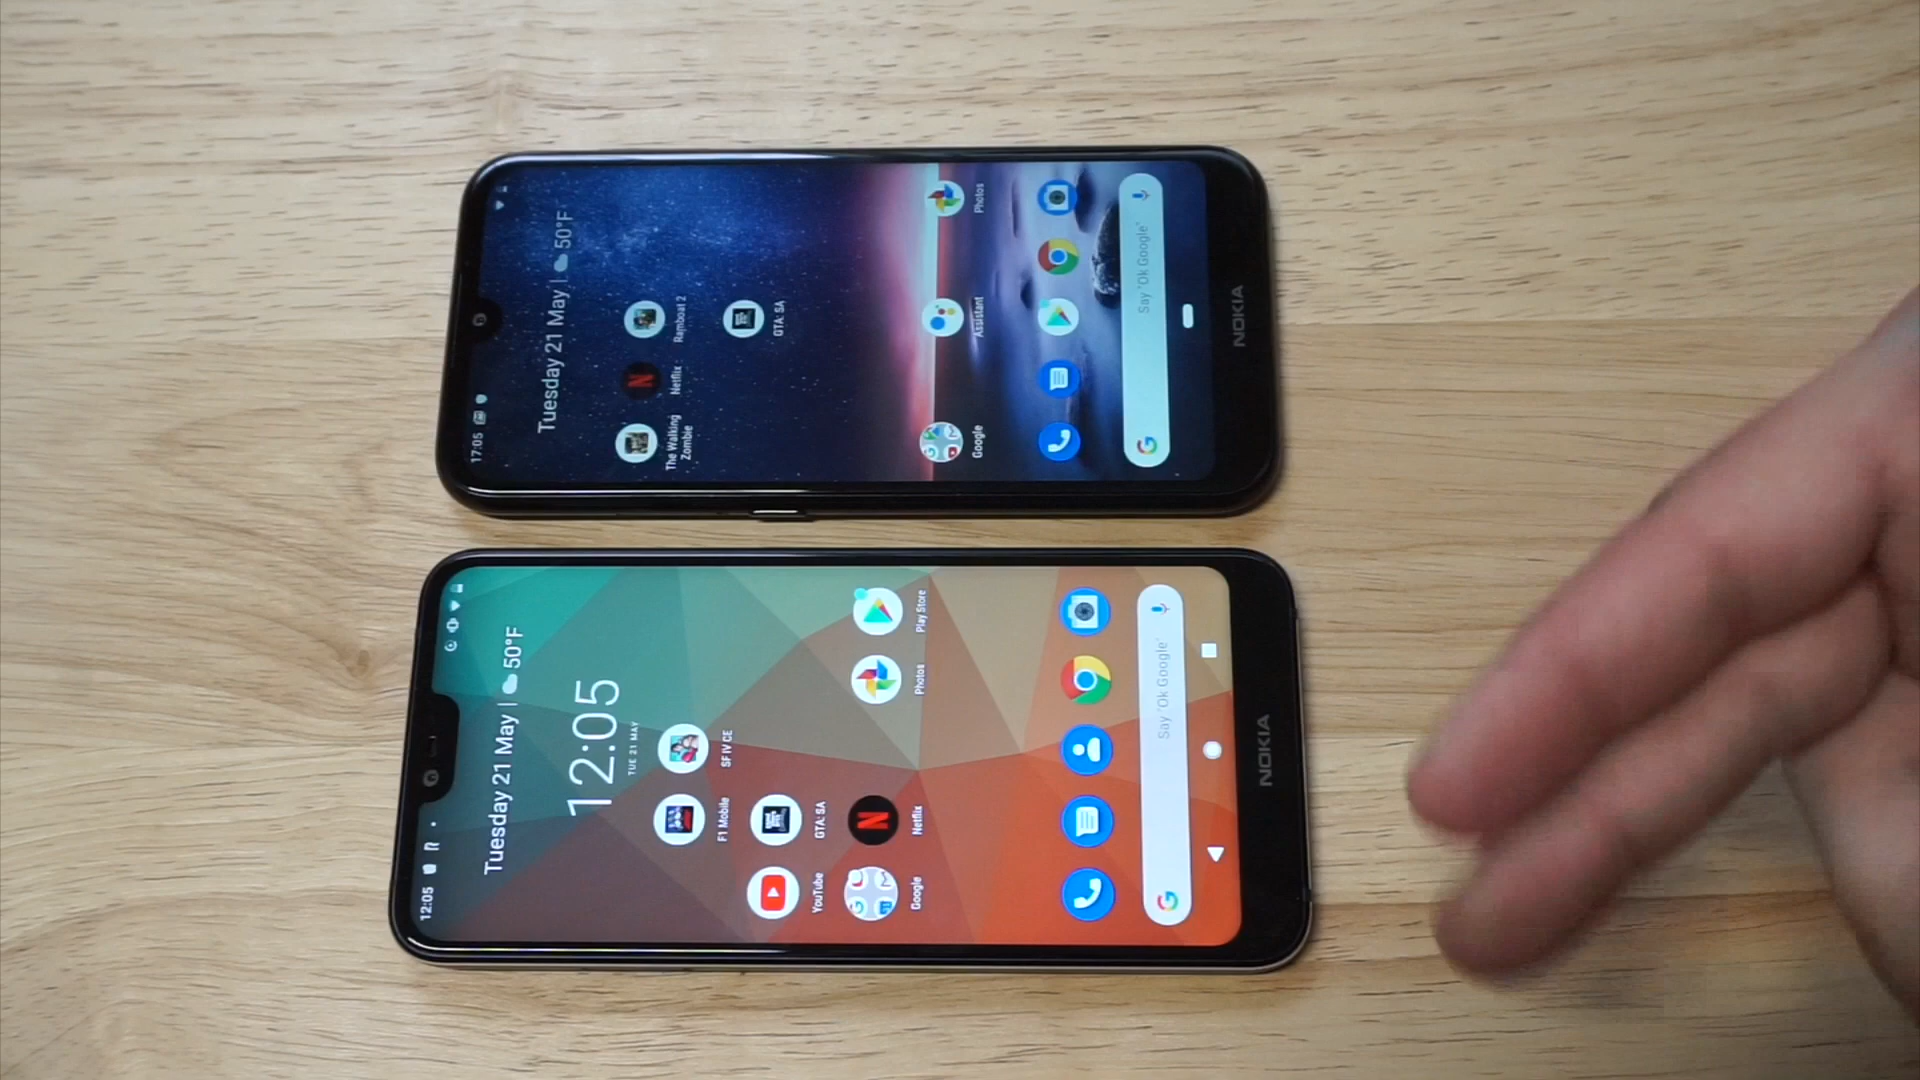 17:05
Tuesday 21 May | 50°F
The Walking
Zombie
Netflix
Ramboat 2
GTA: SA
Google
Assistant
Photos
Say "Ok Google"
NOKIA
12:05
Tuesday 21 May | 50°F
12:05
TUE 21 MAY
F1 Mobile
SF IV CE
YouTube
GTA: SA
Google
Netflix
Photos
Play Store
Say "Ok Google"
NOKIA